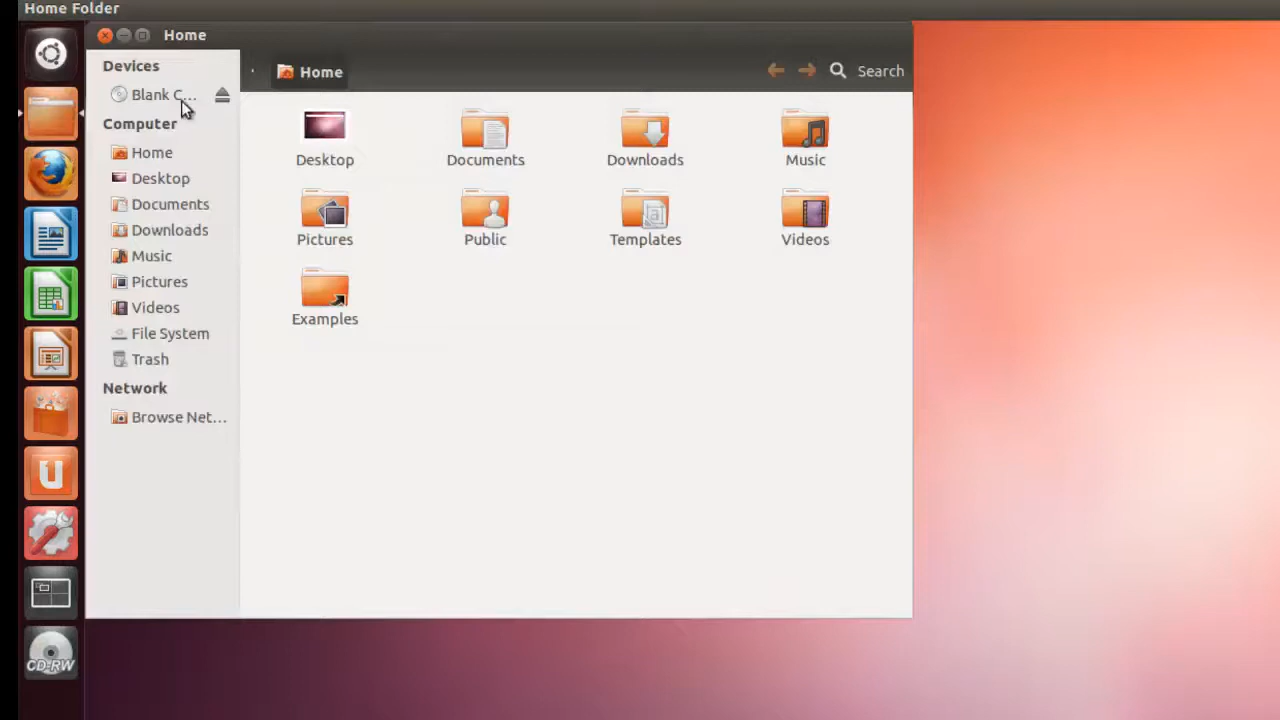 Home Folder
Home
Devices
Blank C...
Computer
Home
Desktop
Documents
Downloads
Music
Pictures
Videos
File System
Trash
Network
Browse Net...
Home
Search
Desktop
Documents
Downloads
Music
Pictures
Public
Templates
Videos
Examples
U
CD-RW